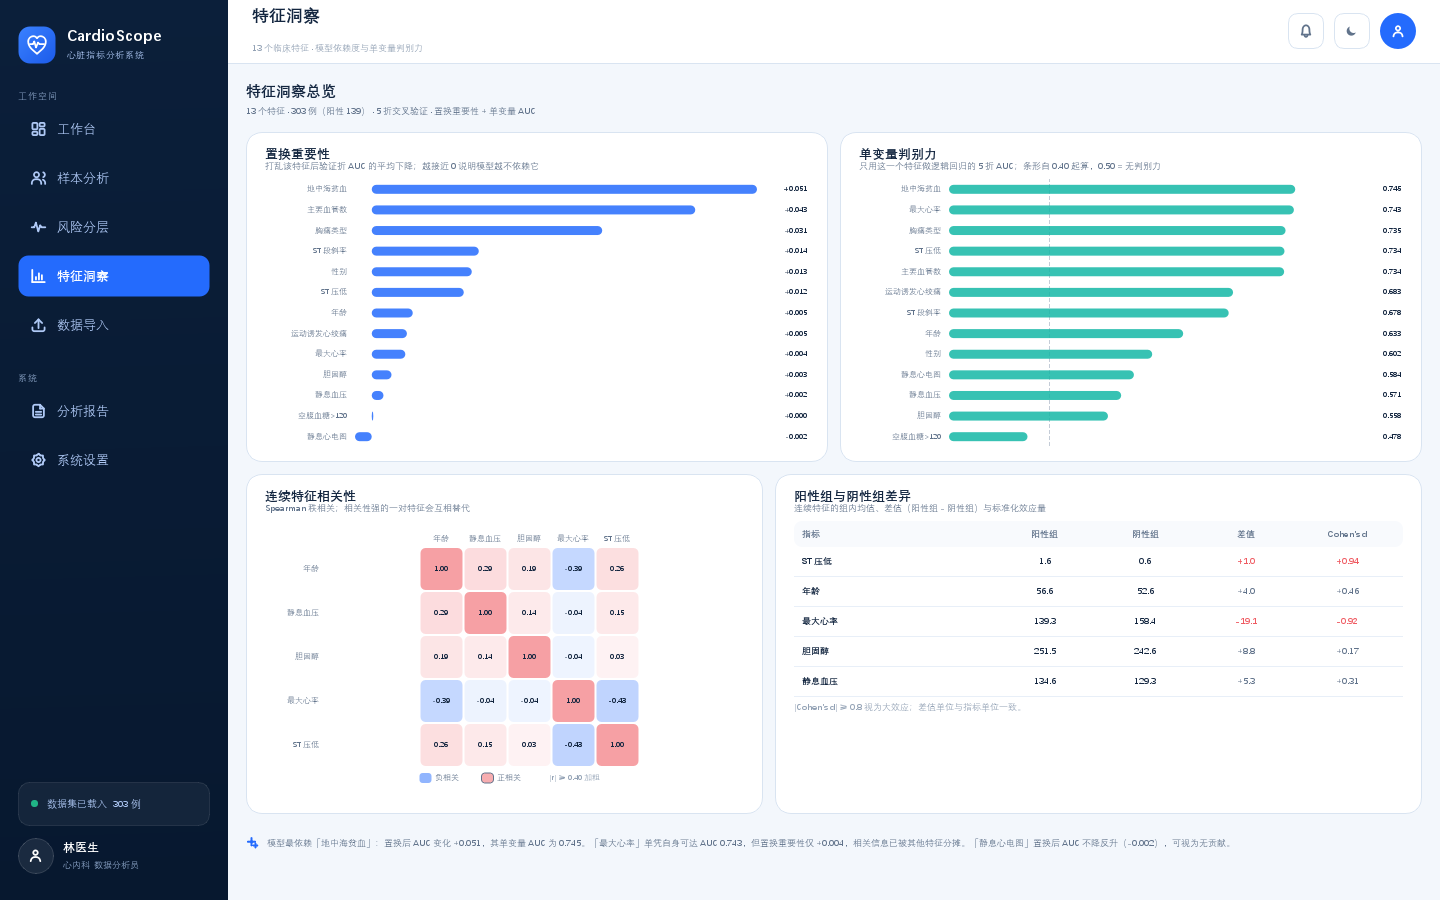 CardioScope
心脏指标分析系统
工作空间
工作台
样本分析
风险分层
特征洞察
数据导入
系统
分析报告
系统设置
数据集已载入 303 例
林医生
心内科 数据分析员
特征洞察
13 个临床特征 · 模型依赖度与单变量判别力
特征洞察总览
13 个特征 · 303 例（阳性 139） · 5 折交叉验证 · 置换重要性 + 单变量 AUC
置换重要性
打乱该特征后验证折 AUC 的平均下降；越接近 0 说明模型越不依赖它
地中海贫血 +0.051
主要血管数 +0.043
胸痛类型 +0.031
ST 段斜率 +0.014
性别 +0.013
ST 压低 +0.012
年龄 +0.005
运动诱发心绞痛 +0.005
最大心率 +0.004
胆固醇 +0.003
静息血压 +0.002
空腹血糖>120 +0.000
静息心电图 -0.002
单变量判别力
只用这一个特征做逻辑回归的 5 折 AUC；条形自 0.40 起算，0.50 = 无判别力
地中海贫血 0.745
最大心率 0.743
胸痛类型 0.735
ST 压低 0.734
主要血管数 0.734
运动诱发心绞痛 0.683
ST 段斜率 0.678
年龄 0.633
性别 0.602
静息心电图 0.584
静息血压 0.571
胆固醇 0.558
空腹血糖>120 0.478
连续特征相关性
Spearman 秩相关；相关性强的一对特征会互相替代
年龄 静息血压 胆固醇 最大心率 ST 压低
年龄 1.00 0.29 0.19 -0.39 0.26
静息血压 0.29 1.00 0.14 -0.04 0.15
胆固醇 0.19 0.14 1.00 -0.04 0.03
最大心率 -0.39 -0.04 -0.04 1.00 -0.43
ST 压低 0.26 0.15 0.03 -0.43 1.00
负相关 正相关 |r| ≥ 0.40 加粗
阳性组与阴性组差异
连续特征的组内均值、差值（阳性组 - 阴性组）与标准化效应量
指标 阳性组 阴性组 差值 Cohen's d
ST 压低 1.6 0.6 +1.0 +0.94
年龄 56.6 52.6 +4.0 +0.46
最大心率 139.3 158.4 -19.1 -0.92
胆固醇 251.5 242.6 +8.8 +0.17
静息血压 134.6 129.3 +5.3 +0.31
|Cohen's d| ≥ 0.8 视为大效应；差值单位与指标单位一致。
模型最依赖「地中海贫血」：置换后 AUC 变化 +0.051，其单变量 AUC 为 0.745。「最大心率」单凭自身可达 AUC 0.743，但置换重要性仅 +0.004，相关信息已被其他特征分摊。「静息心电图」置换后 AUC 不降反升（-0.002），可视为无贡献。